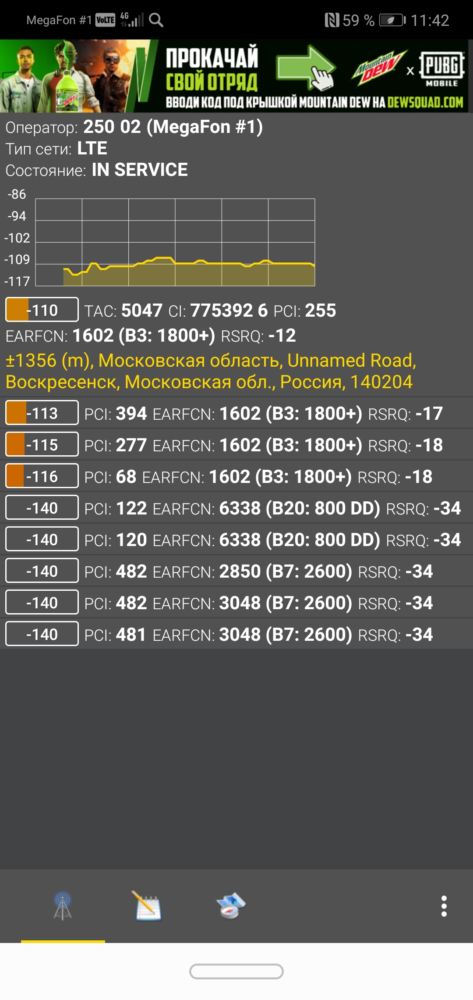 MegaFon #1 VoLTE 4G 59 % 11:42
ПРОКАЧАЙ
СВОЙ ОТРЯД
ВВОДИ КОД ПОД КРЫШКОЙ MOUNTAIN DEW НА DEWSQUAD.COM
Mountain DEW x PUBG MOBILE
Оператор: 250 02 (MegaFon #1)
Тип сети: LTE
Состояние: IN SERVICE
-86
-94
-102
-109
-117
-110 TAC: 5047 CI: 775392 6 PCI: 255
EARFCN: 1602 (B3: 1800+) RSRQ: -12
±1356 (m), Московская область, Unnamed Road,
Воскресенск, Московская обл., Россия, 140204
-113 PCI: 394 EARFCN: 1602 (B3: 1800+) RSRQ: -17
-115 PCI: 277 EARFCN: 1602 (B3: 1800+) RSRQ: -18
-116 PCI: 68 EARFCN: 1602 (B3: 1800+) RSRQ: -18
-140 PCI: 122 EARFCN: 6338 (B20: 800 DD) RSRQ: -34
-140 PCI: 120 EARFCN: 6338 (B20: 800 DD) RSRQ: -34
-140 PCI: 482 EARFCN: 2850 (B7: 2600) RSRQ: -34
-140 PCI: 482 EARFCN: 3048 (B7: 2600) RSRQ: -34
-140 PCI: 481 EARFCN: 3048 (B7: 2600) RSRQ: -34